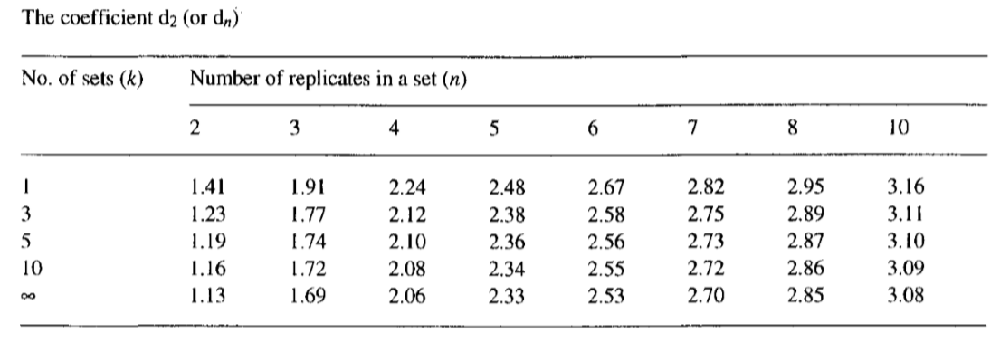 The coefficient d₂ (or dₙ)
No. of sets (k) Number of replicates in a set (n)
2 3 4 5 6 7 8 10
1 1.41 1.91 2.24 2.48 2.67 2.82 2.95 3.16
3 1.23 1.77 2.12 2.38 2.58 2.75 2.89 3.11
5 1.19 1.74 2.10 2.36 2.56 2.73 2.87 3.10
10 1.16 1.72 2.08 2.34 2.55 2.72 2.86 3.09
∞ 1.13 1.69 2.06 2.33 2.53 2.70 2.85 3.08